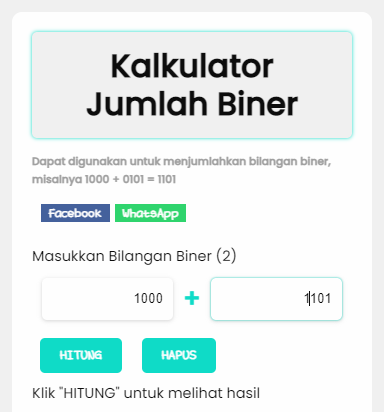 Kalkulator
Jumlah Biner
Dapat digunakan untuk menjumlahkan bilangan biner,
misalnya 1000 + 0101 = 1101
Facebook WhatsApp
Masukkan Bilangan Biner (2)
1000 + 1101
HITUNG HAPUS
Klik "HITUNG" untuk melihat hasil